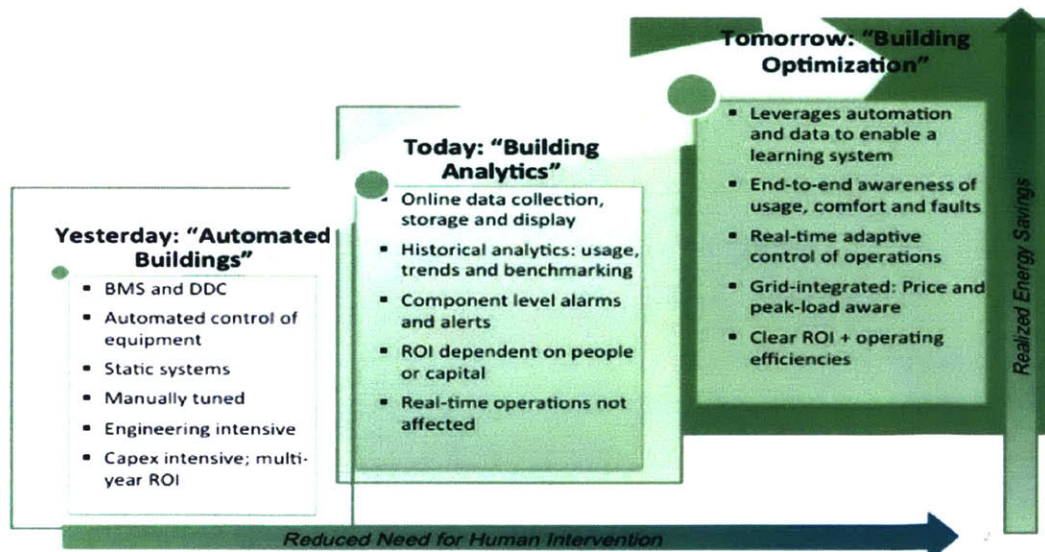 Yesterday: "Automated
Buildings"
▪ BMS and DDC
▪ Automated control of
equipment
▪ Static systems
▪ Manually tuned
▪ Engineering intensive
▪ Capex intensive; multi-
year ROI
Today: "Building
Analytics"
▪ Online data collection,
storage and display
▪ Historical analytics: usage,
trends and benchmarking
▪ Component level alarms
and alerts
▪ ROI dependent on people
or capital
▪ Real-time operations not
affected
Tomorrow: "Building
Optimization"
▪ Leverages automation
and data to enable a
learning system
▪ End-to-end awareness of
usage, comfort and faults
▪ Real-time adaptive
control of operations
▪ Grid-integrated: Price and
peak-load aware
▪ Clear ROI + operating
efficiencies
Realized Energy Savings
Reduced Need for Human Intervention